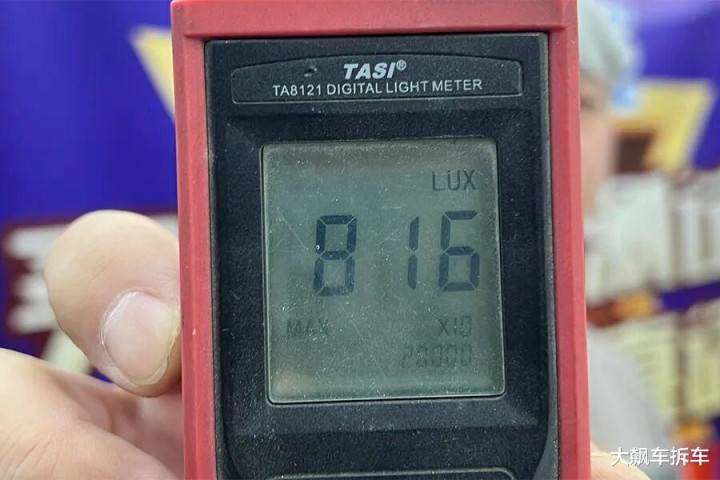 TASI®
TA8121 DIGITAL LIGHT METER
LUX
816
MAX X10
20000
大飙车拆车